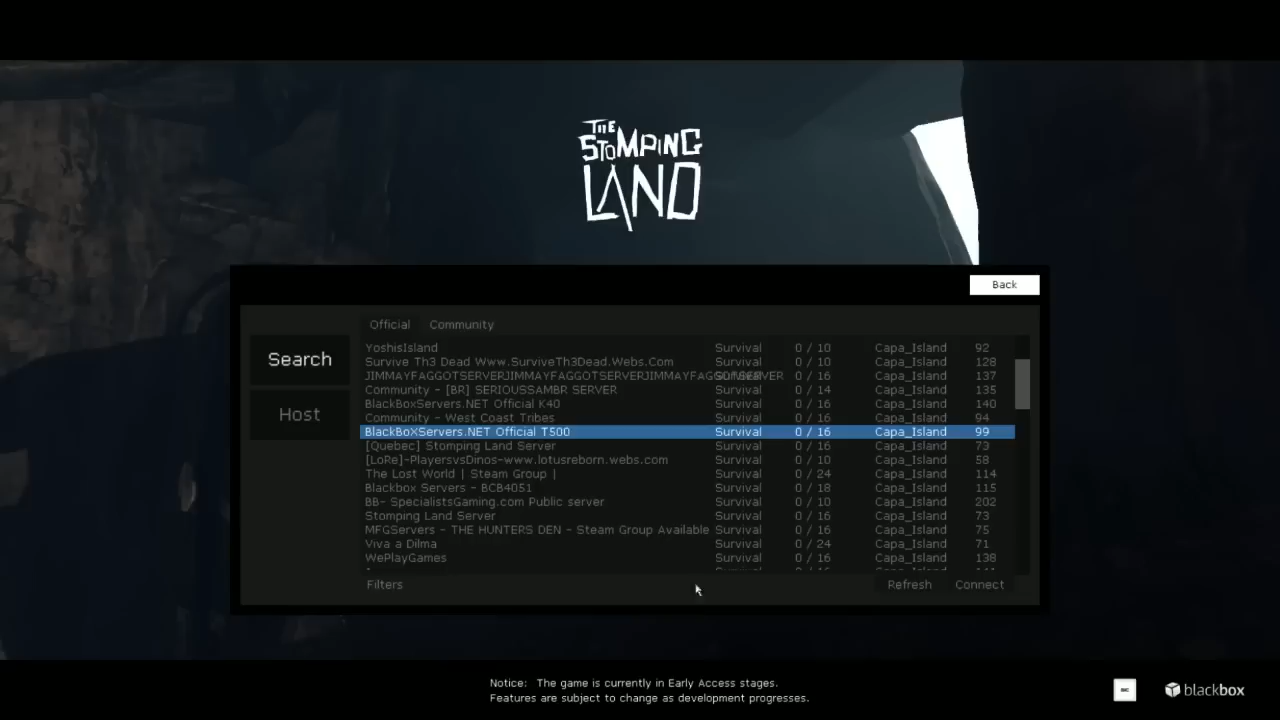 THE
STOMPING
LAND
Back
Official Community
Search
Host
YoshisIsland Survival 0 / 10 Capa_Island 92
Survive Th3 Dead Www.SurviveTh3Dead.Webs.Com Survival 0 / 10 Capa_Island 128
JIMMAYFAGGOTSERVERJIMMAYFAGGOTSERVERJIMMAYFAGGOTSERVER Survival 0 / 16 Capa_Island 137
Community - [BR] SERIOUSSAMBR SERVER Survival 0 / 14 Capa_Island 135
BlackBoxServers.NET Official K40 Survival 0 / 16 Capa_Island 140
Community - West Coast Tribes Survival 0 / 16 Capa_Island 94
BlackBoXServers.NET Official T500 Survival 0 / 16 Capa_Island 99
[Quebec] Stomping Land Server Survival 0 / 16 Capa_Island 73
[LoRe]-PlayersvsDinos-www.lotusreborn.webs.com Survival 0 / 10 Capa_Island 58
The Lost World | Steam Group | Survival 0 / 24 Capa_Island 114
Blackbox Servers - BCB4051 Survival 0 / 18 Capa_Island 115
BB- SpecialistsGaming.com Public server Survival 0 / 10 Capa_Island 202
Stomping Land Server Survival 0 / 16 Capa_Island 73
MFGServers - THE HUNTERS DEN - Steam Group Available Survival 0 / 16 Capa_Island 75
Viva a Dilma Survival 0 / 24 Capa_Island 71
WePlayGames Survival 0 / 16 Capa_Island 138
Filters Refresh Connect
Notice: The game is currently in Early Access stages.
Features are subject to change as development progresses.
blackbox